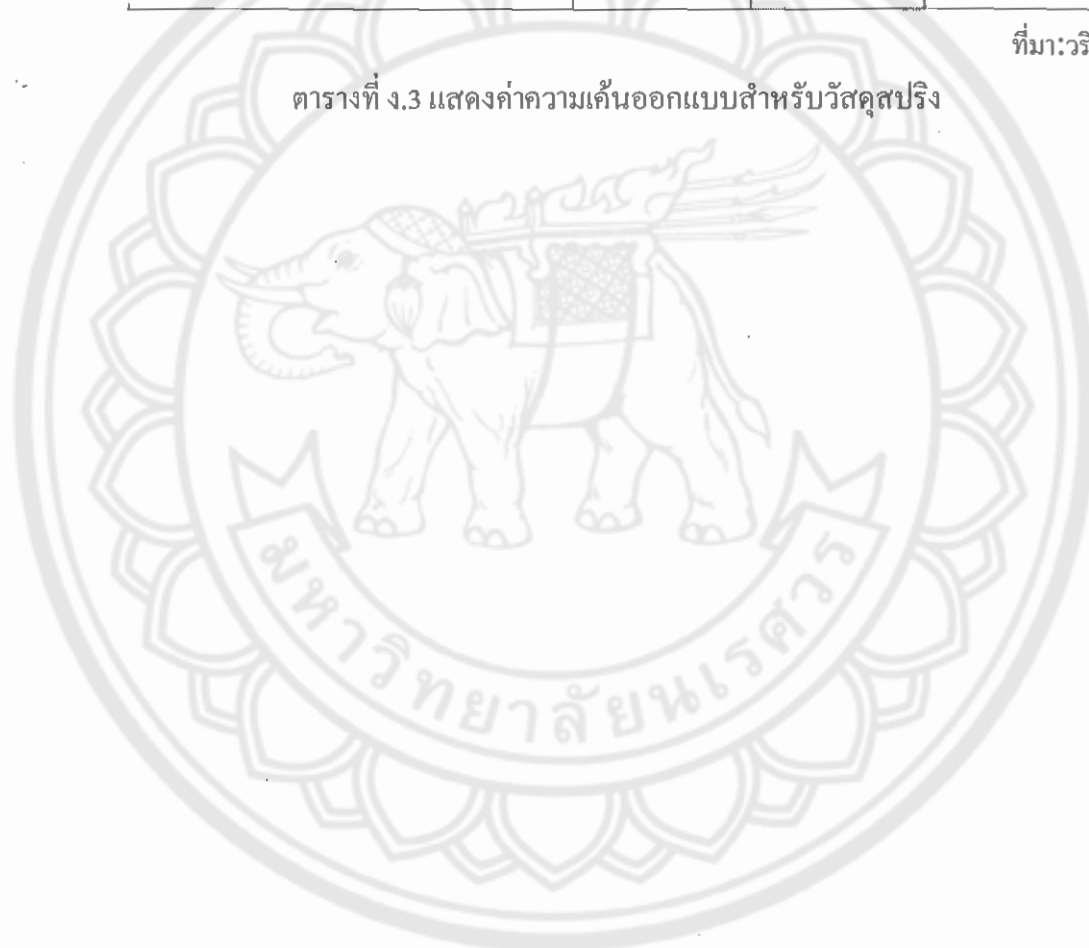 ที่มา:วริ
ตารางที่ ง.3 แสดงค่าความเค้นออกแบบสำหรับวัสดุสปริง
มหาวิทยาลัยนเรศวร